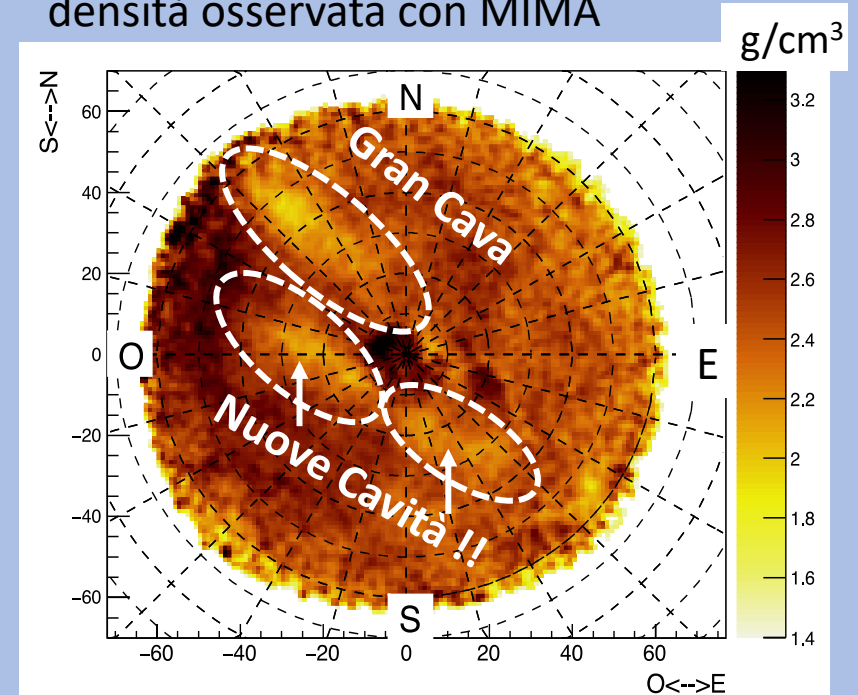 densità osservata con MIMA
g/cm3
S<-->N
60
40
20
0
−20
−40
−60
N
Gran Cava
O
E
Nuove Cavità !!
S
−60 −40 −20 0 20 40 60
O<-->E
3.2
3
2.8
2.6
2.4
2.2
2
1.8
1.6
1.4